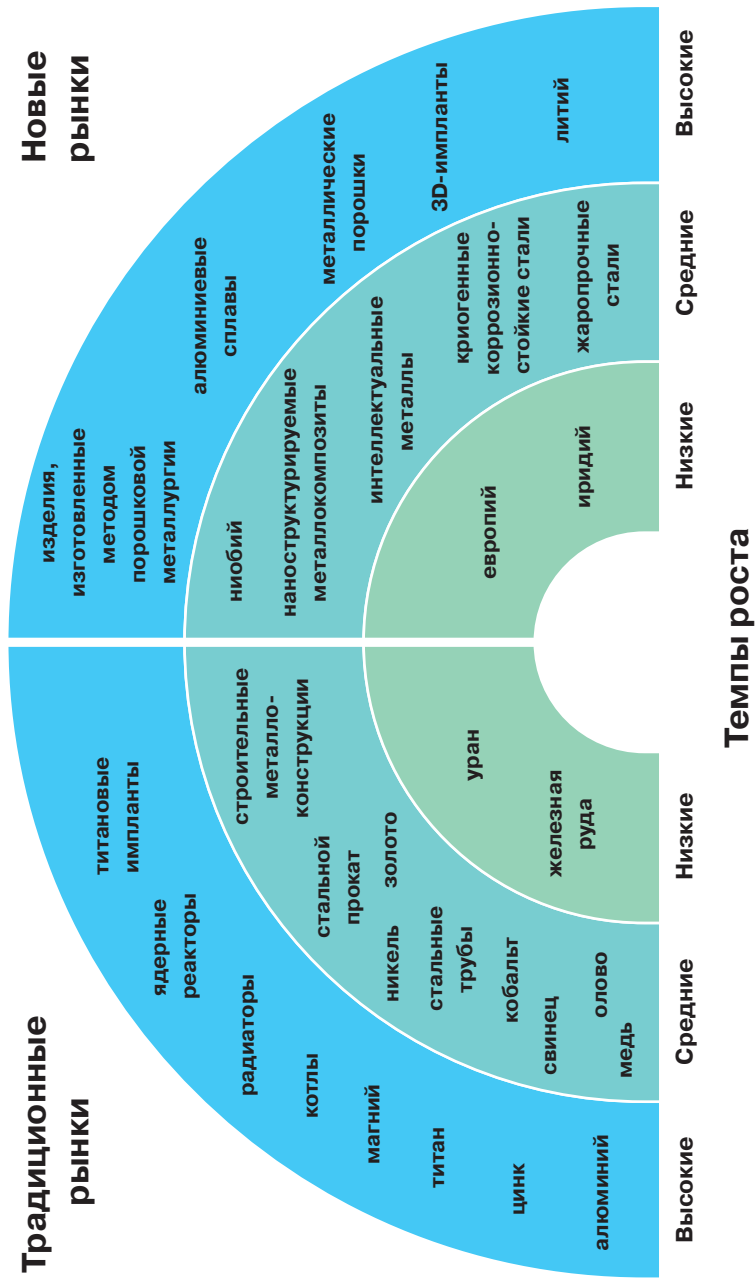 Традиционные
рынки
Новые
рынки
титановые
импланты
ядерные
реакторы
радиаторы
котлы
магний
титан
цинк
алюминий
строительные
металло-
конструкции
стальной
прокат
золото
никель
стальные
трубы
кобальт
свинец
олово
медь
уран
железная
руда
изделия,
изготовленные
методом
порошковой
металлургии
алюминиевые
сплавы
металлические
порошки
3D-импланты
литий
ниобий
наноструктурируемые
металлокомпозиты
интеллектуальные
металлы
криогенные
коррозионно-
стойкие стали
жаропрочные
стали
европий
иридий
Высокие
Средние
Низкие
Низкие
Средние
Высокие
Темпы роста